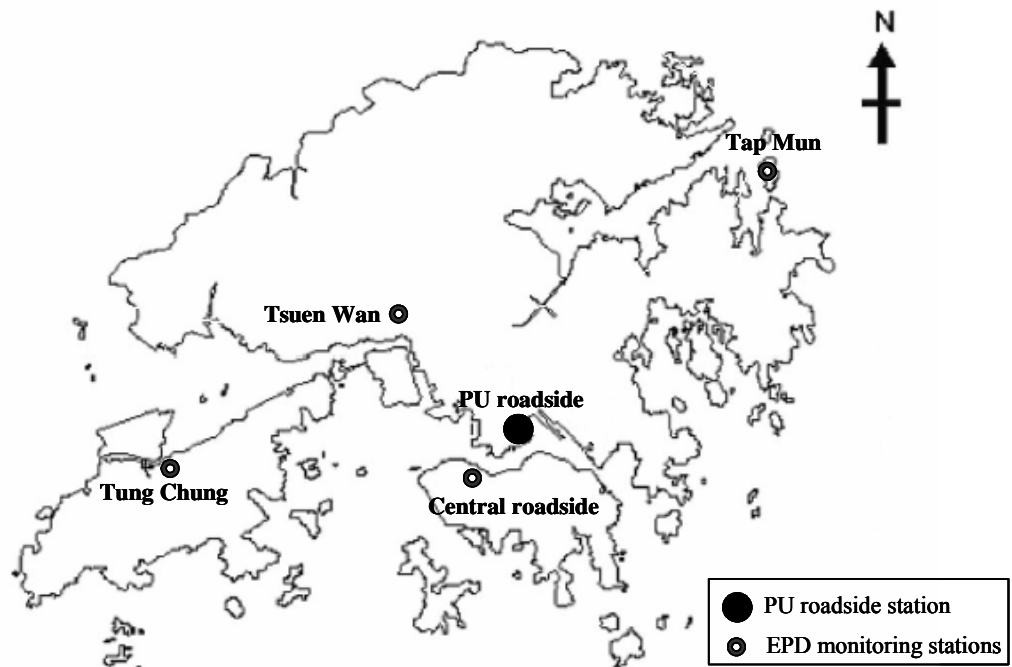 N
Tap Mun
Tsuen Wan
PU roadside
Tung Chung
Central roadside
PU roadside station
EPD monitoring stations